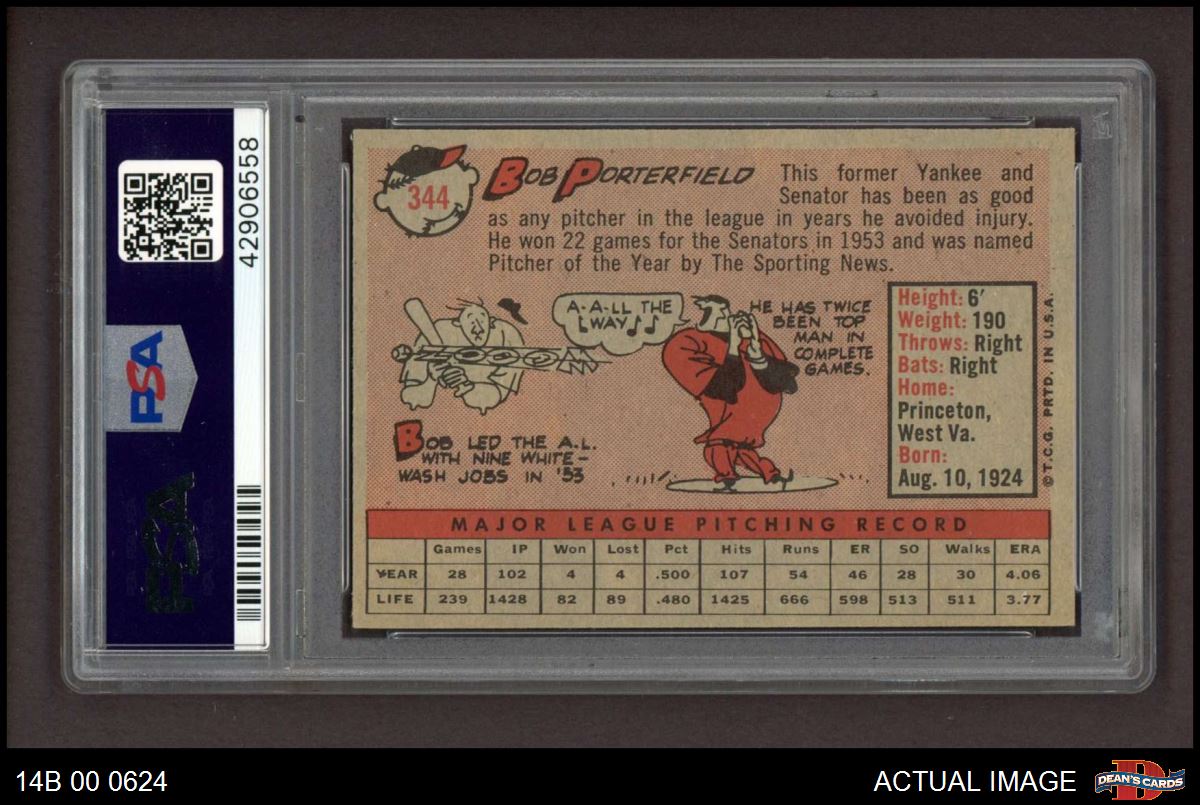 42906558
PSA
PSA
344
BOB PORTERFIELD
This former Yankee and
Senator has been as good
as any pitcher in the league in years he avoided injury.
He won 22 games for the Senators in 1953 and was named
Pitcher of the Year by The Sporting News.
ZOOOM
BOB LED THE A.L.
WITH NINE WHITE-
WASH JOBS IN '53
A-A-LL THE
WAY
HE HAS TWICE
BEEN TOP
MAN IN
COMPLETE
GAMES.
Height: 6'
Weight: 190
Throws: Right
Bats: Right
Home:
Princeton,
West Va.
Born:
Aug. 10, 1924
©T.C.G. PRTD. IN U.S.A.
MAJOR LEAGUE PITCHING RECORD
Games IP Won Lost Pct Hits Runs ER SO Walks ERA
YEAR 28 102 4 4 .500 107 54 46 28 30 4.06
LIFE 239 1428 82 89 .480 1425 666 598 513 511 3.77
14B 00 0624
ACTUAL IMAGE
DEAN'S CARDS